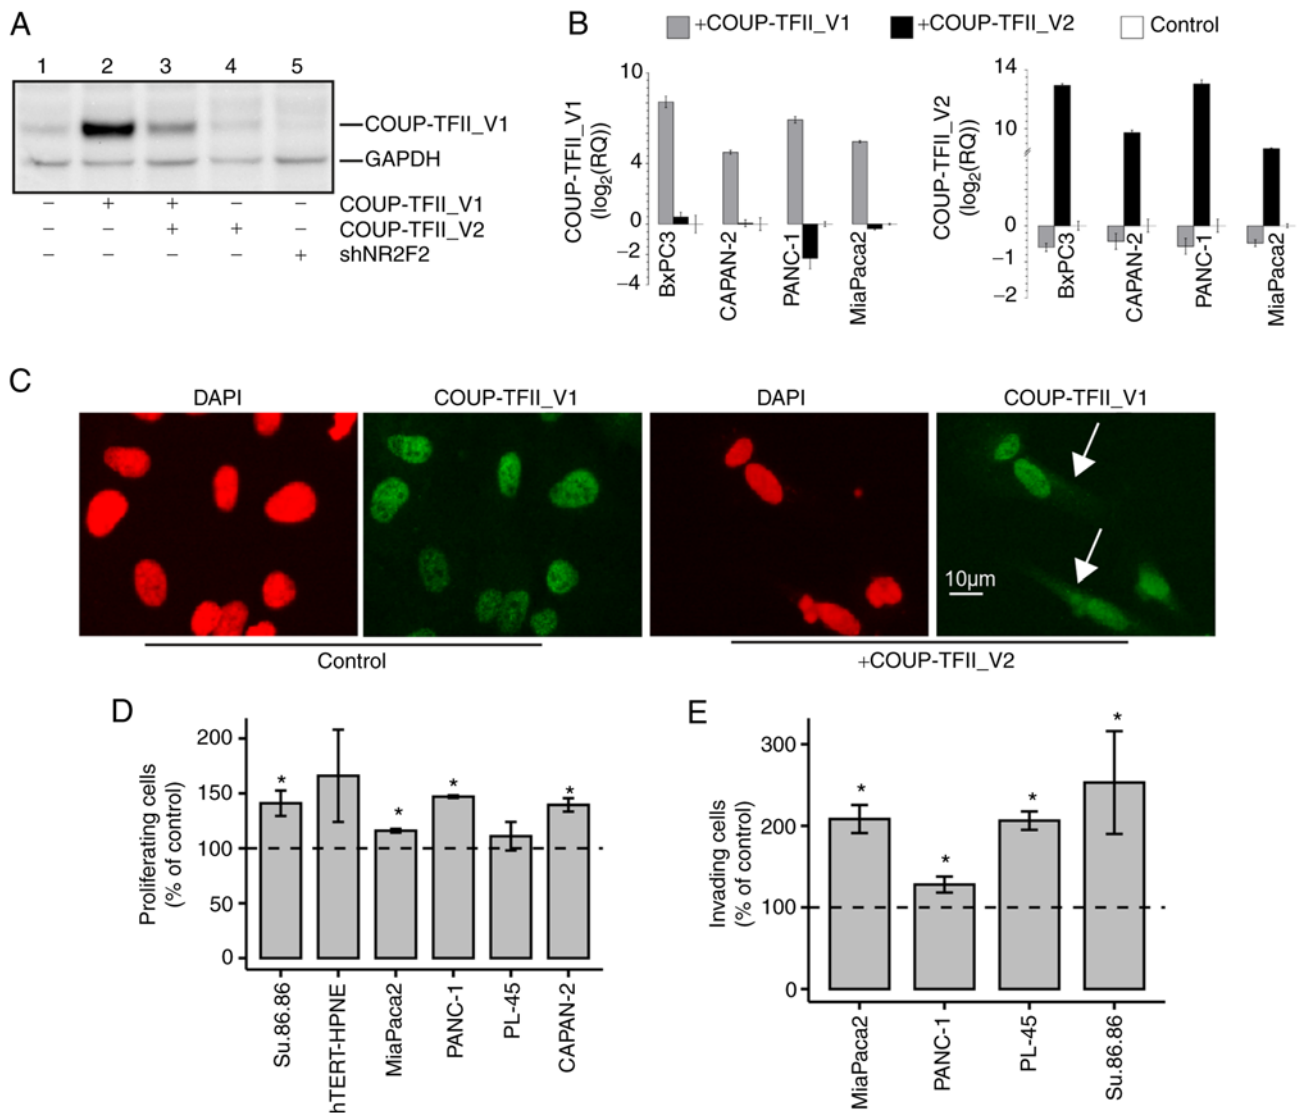 A
1 2 3 4 5
COUP-TFII_V1
GAPDH
− + + − − COUP-TFII_V1
− − + + − COUP-TFII_V2
− − − − + shNR2F2
B
+COUP-TFII_V1 +COUP-TFII_V2 Control
COUP-TFII_V1
(log2(RQ))
10
4
0
−2
−4
BxPC3
CAPAN-2
PANC-1
MiaPaca2
COUP-TFII_V2
(log2(RQ))
14
10
0
−1
−2
BxPC3
CAPAN-2
PANC-1
MiaPaca2
C
DAPI COUP-TFII_V1 DAPI COUP-TFII_V1
10μm
Control +COUP-TFII_V2
D
Proliferating cells
(% of control)
200
150
100
50
0
* * * *
Su.86.86
hTERT-HPNE
MiaPaca2
PANC-1
PL-45
CAPAN-2
E
Invading cells
(% of control)
300
200
100
0
* * * *
MiaPaca2
PANC-1
PL-45
Su.86.86